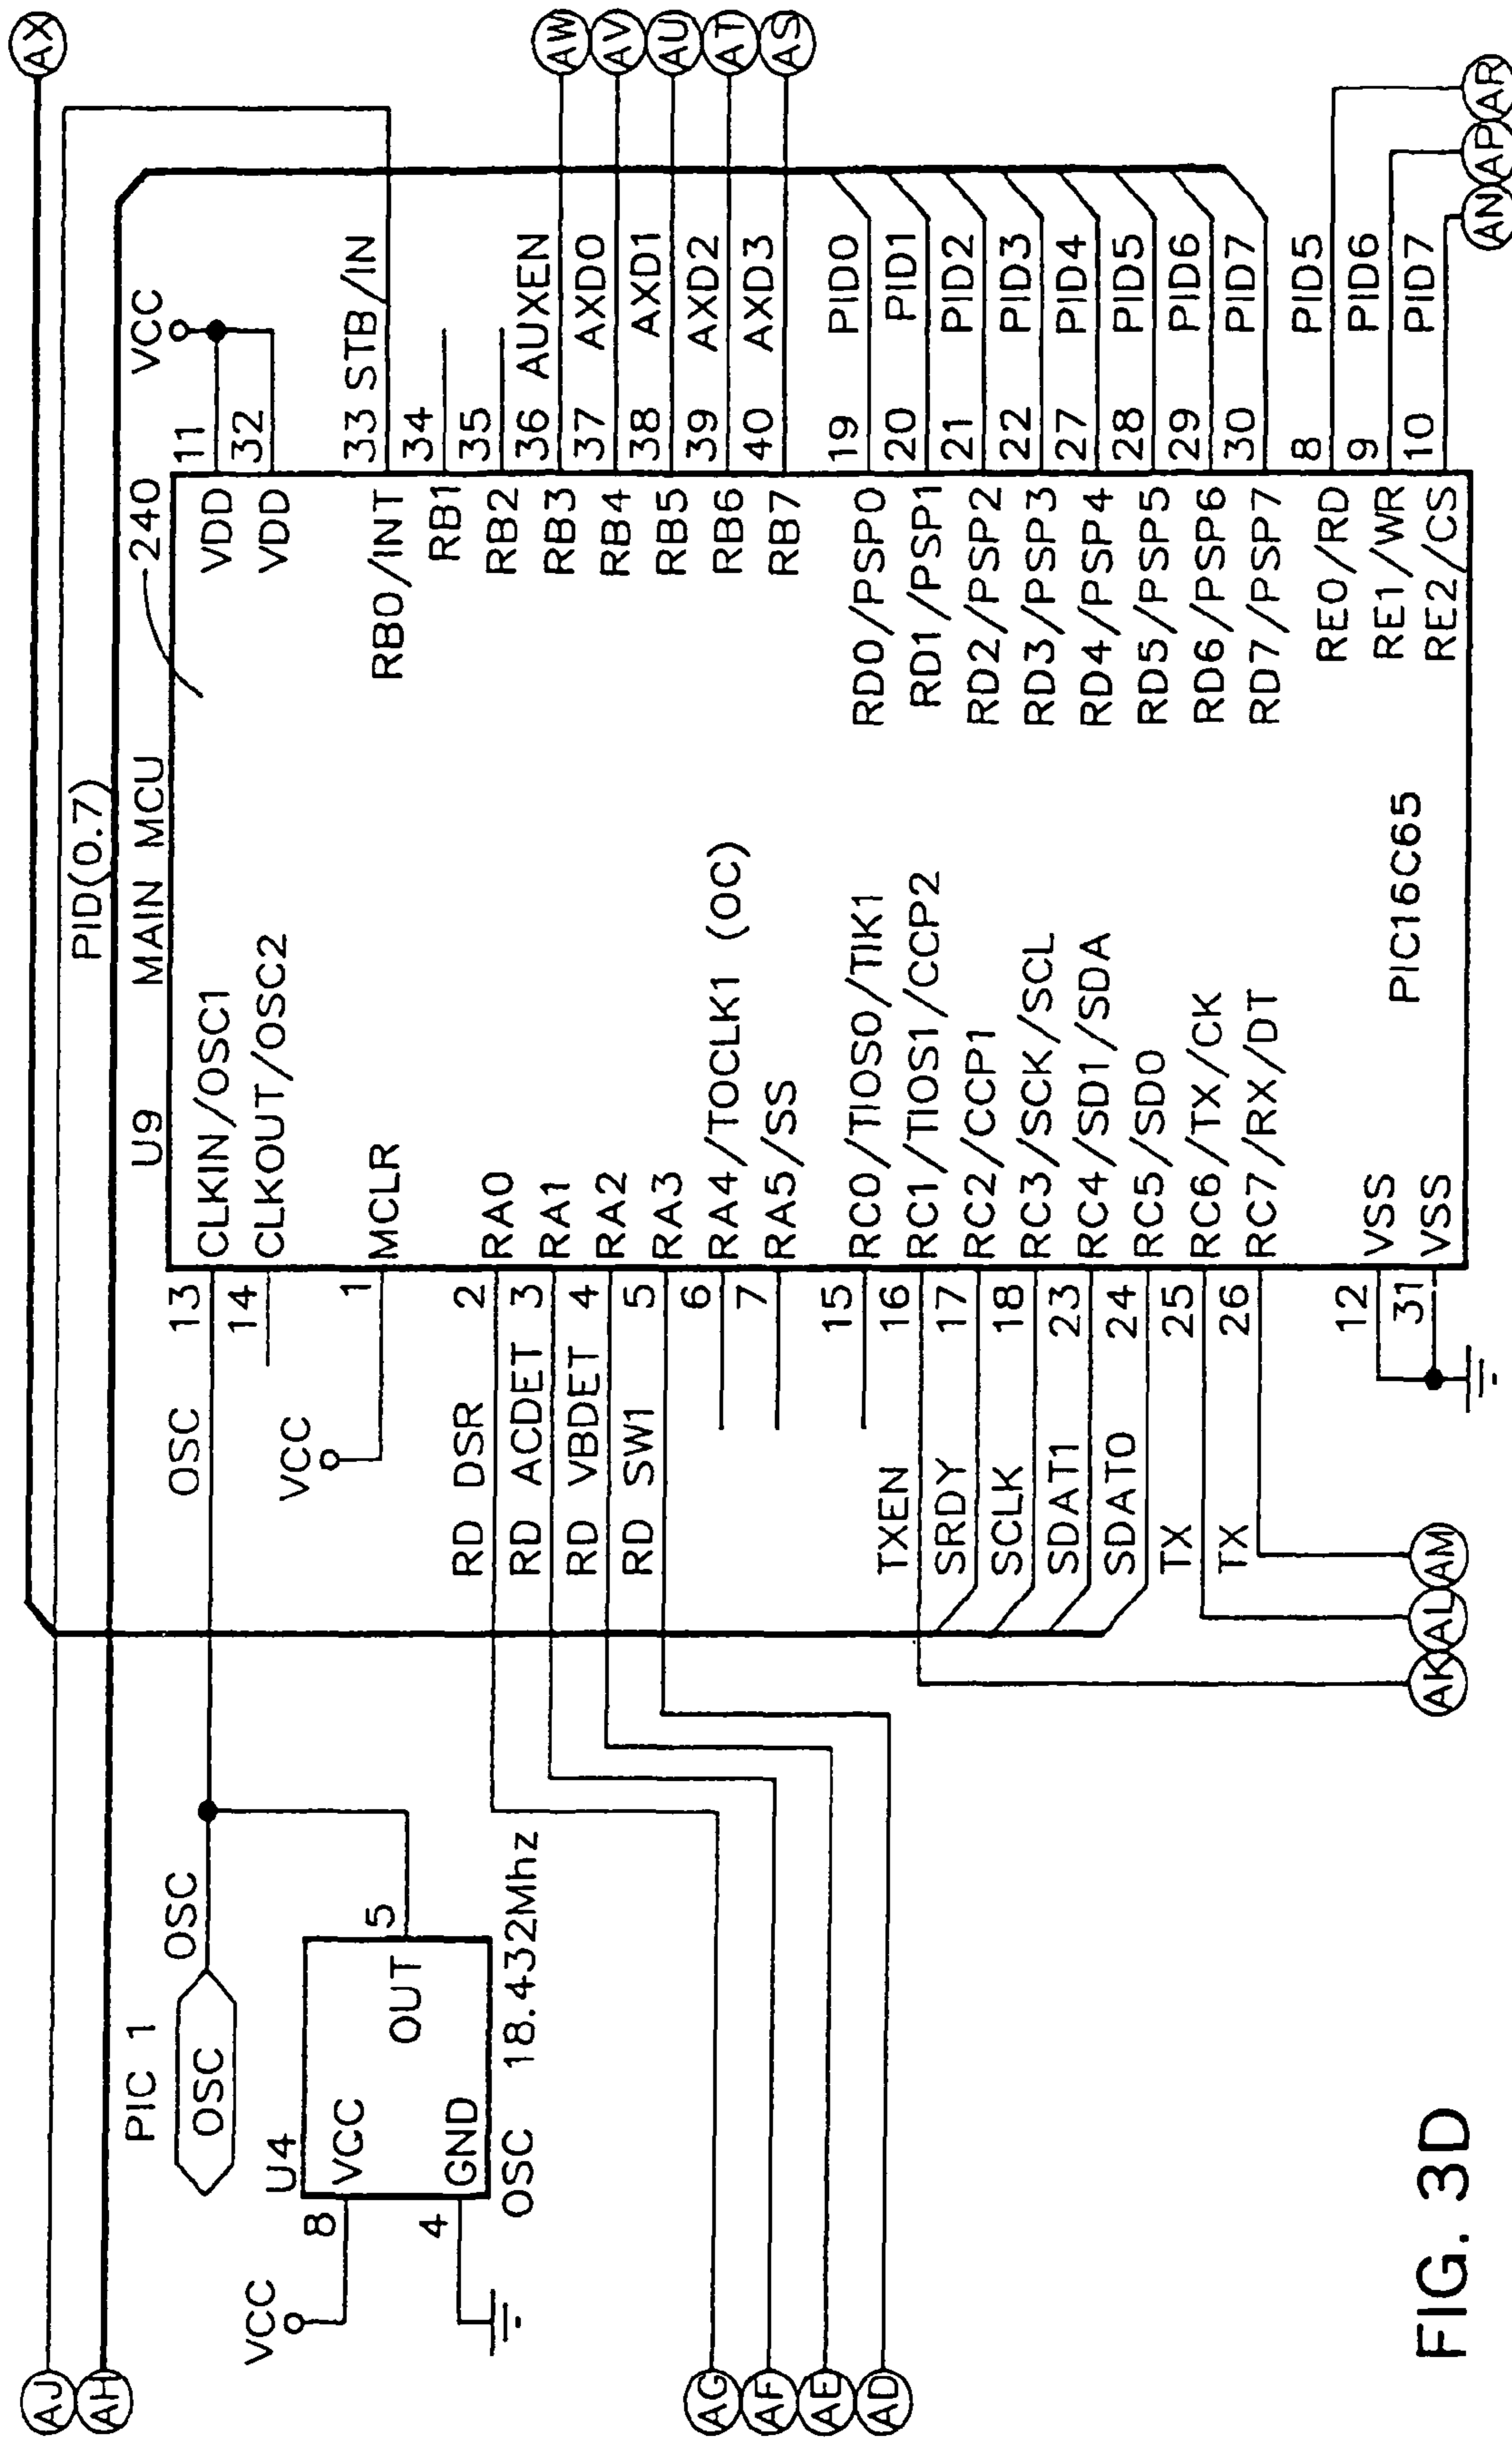 AX
AJ
AH
PID(0.7)
U9 MAIN MCU 240
PIC 1
OSC
OSC
U4
VCC
8 VCC
OUT 5
4 GND
OSC 18.432Mhz
OSC 13 CLKIN/OSC1
14 CLKOUT/OSC2
VCC
1 MCLR
RD DSR 2 RA0
RD ACDET 3 RA1
RD VBDET 4 RA2
RD SW1 5 RA3
6 RA4/TOCLK1 (OC)
7 RA5/SS
15 RC0/TIOSO/TIK1
TXEN 16 RC1/TIOS1/CCP2
SRDY 17 RC2/CCP1
SCLK 18 RC3/SCK/SCL
SDAT1 23 RC4/SD1/SDA
SDATO 24 RC5/SDO
TX 25 RC6/TX/CK
TX 26 RC7/RX/DT
12 VSS
31 VSS
PIC16C65
VCC
VDD 11
VDD 32
RB0/INT 33 STB/IN
RB1 34
RB2 35
RB3 36 AUXEN AW
RB4 37 AXD0 AV
RB5 38 AXD1 AU
RB6 39 AXD2 AT
RB7 40 AXD3 AS
RD0/PSP0 19 PID0
RD1/PSP1 20 PID1
RD2/PSP2 21 PID2
RD3/PSP3 22 PID3
RD4/PSP4 27 PID4
RD5/PSP5 28 PID5
RD6/PSP6 29 PID6
RD7/PSP7 30 PID7
RE0/RD 8 PID5
RE1/WR 9 PID6
RE2/CS 10 PID7
AG
AF
AE
AD
AK AL AM
AN AP AR
FIG. 3D